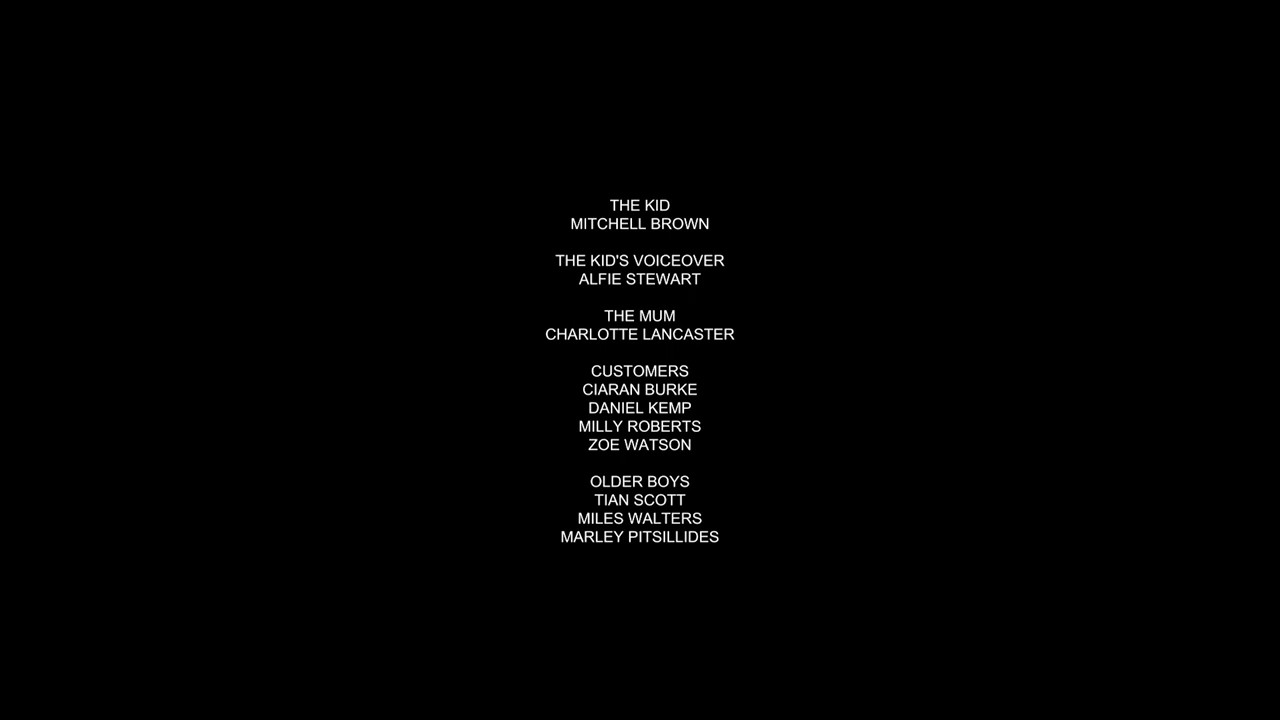 THE KID
MITCHELL BROWN
THE KID'S VOICEOVER
ALFIE STEWART
THE MUM
CHARLOTTE LANCASTER
CUSTOMERS
CIARAN BURKE
DANIEL KEMP
MILLY ROBERTS
ZOE WATSON
OLDER BOYS
TIAN SCOTT
MILES WALTERS
MARLEY PITSILLIDES